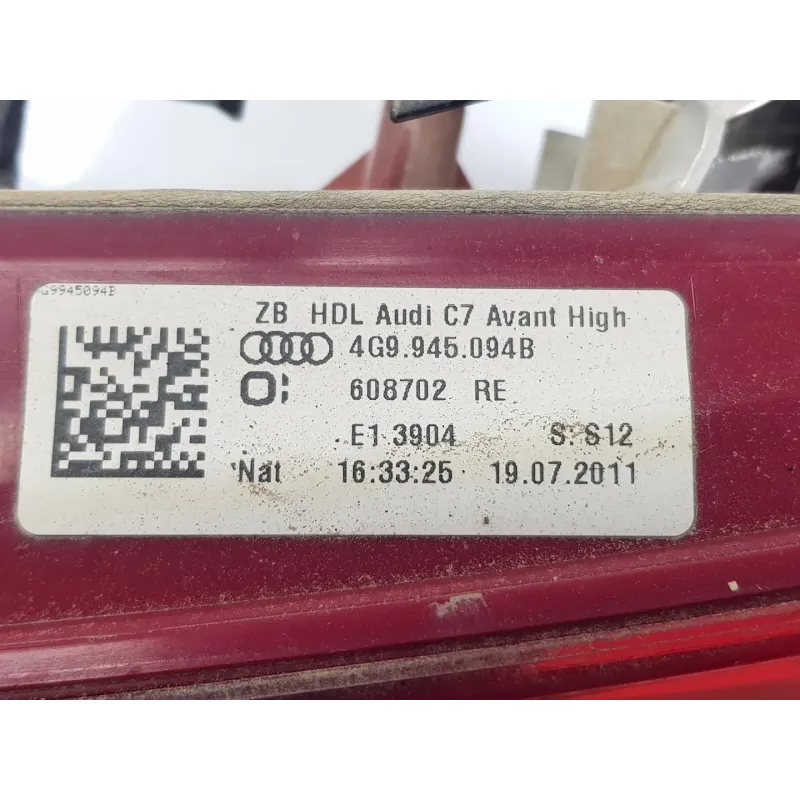 G9945094B
ZB HDL Audi C7 Avant High
4G9.945.094B
O: 608702 RE
E1 3904 S: S12
Nat 16:33:25 19.07.2011